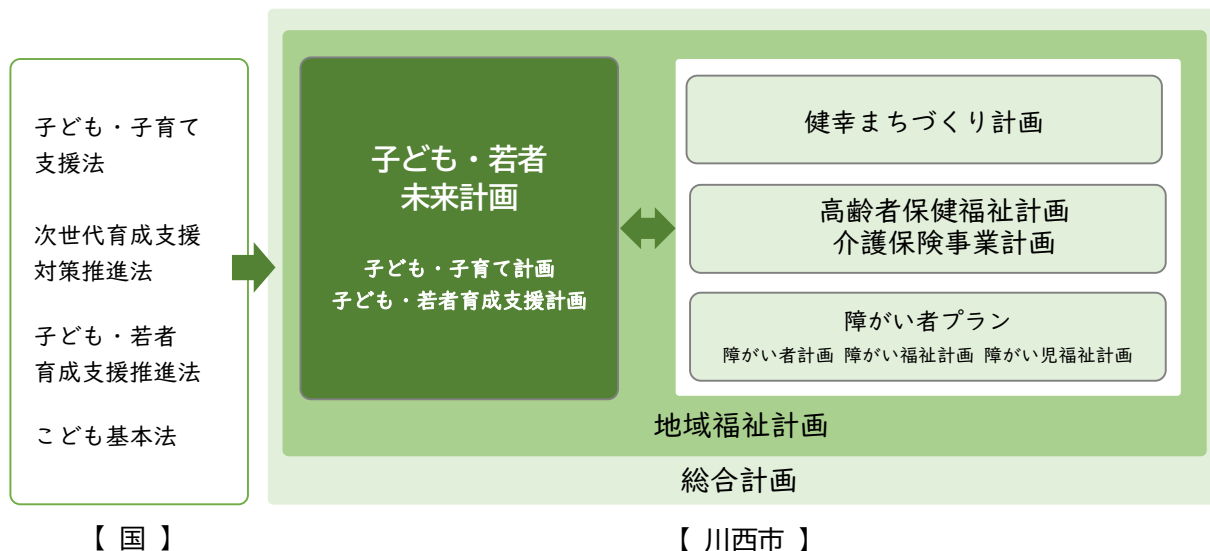 子ども・子育て
支援法
次世代育成支援
対策推進法
子ども・若者
育成支援推進法
こども基本法
【 国 】
子ども・若者
未来計画
子ども・子育て計画
子ども・若者育成支援計画
健幸まちづくり計画
高齢者保健福祉計画
介護保険事業計画
障がい者プラン
障がい者計画 障がい福祉計画 障がい児福祉計画
地域福祉計画
総合計画
【 川西市 】